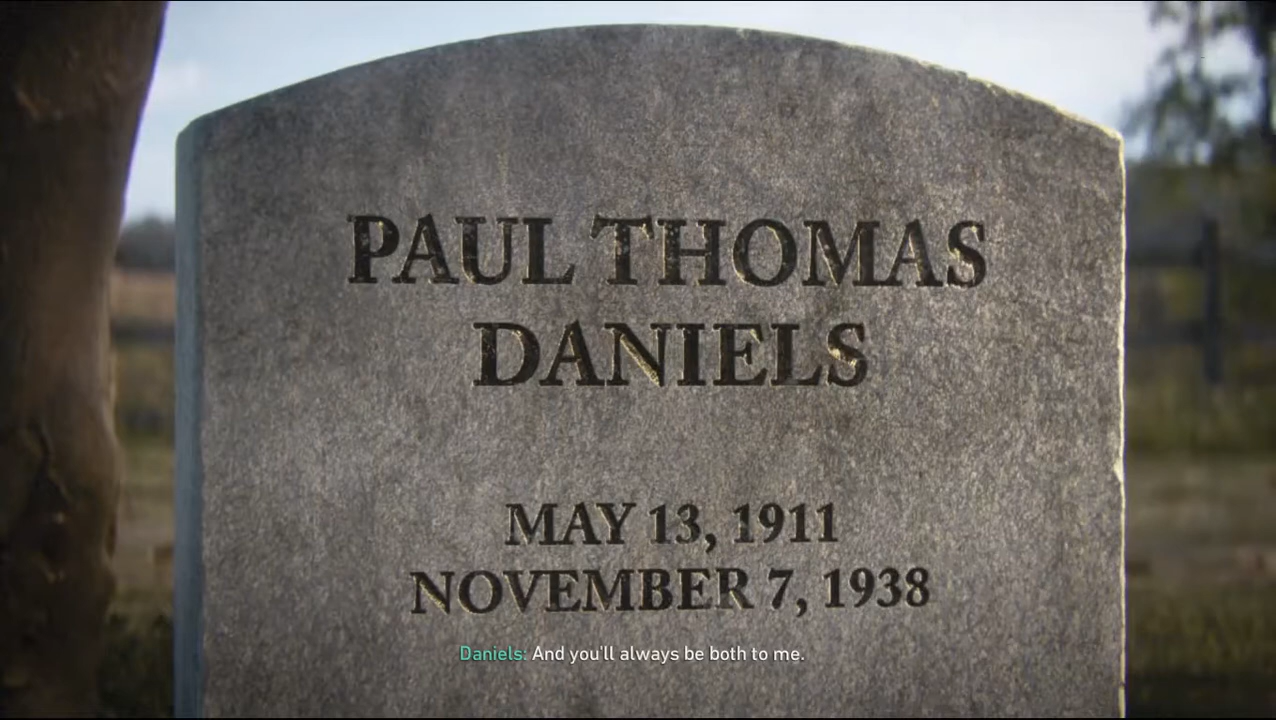 PAUL THOMAS
DANIELS
MAY 13, 1911
NOVEMBER 7, 1938
Daniels: And you'll always be both to me.